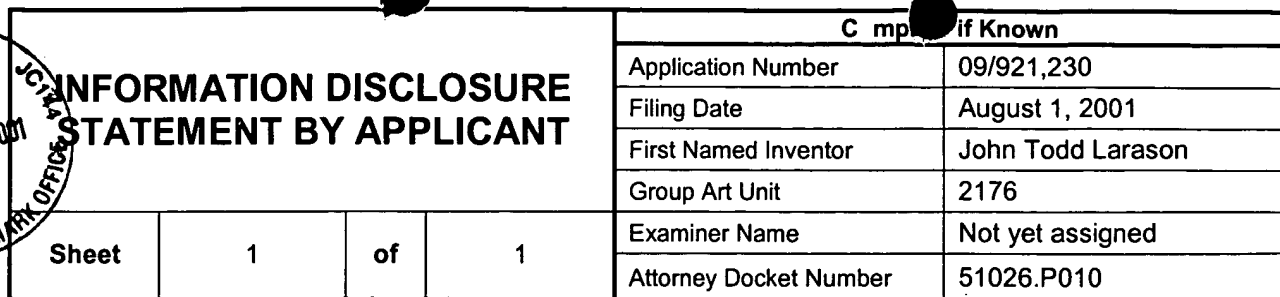 if Known
INFORMATION DISCLOSURE
STATEMENT BY APPLICANT
Application Number 09/921,230
Filing Date August 1, 2001
First Named Inventor John Todd Larason
Group Art Unit 2176
Examiner Name Not yet assigned
Attorney Docket Number 51026.P010
Sheet 1 of 1
OFFICE